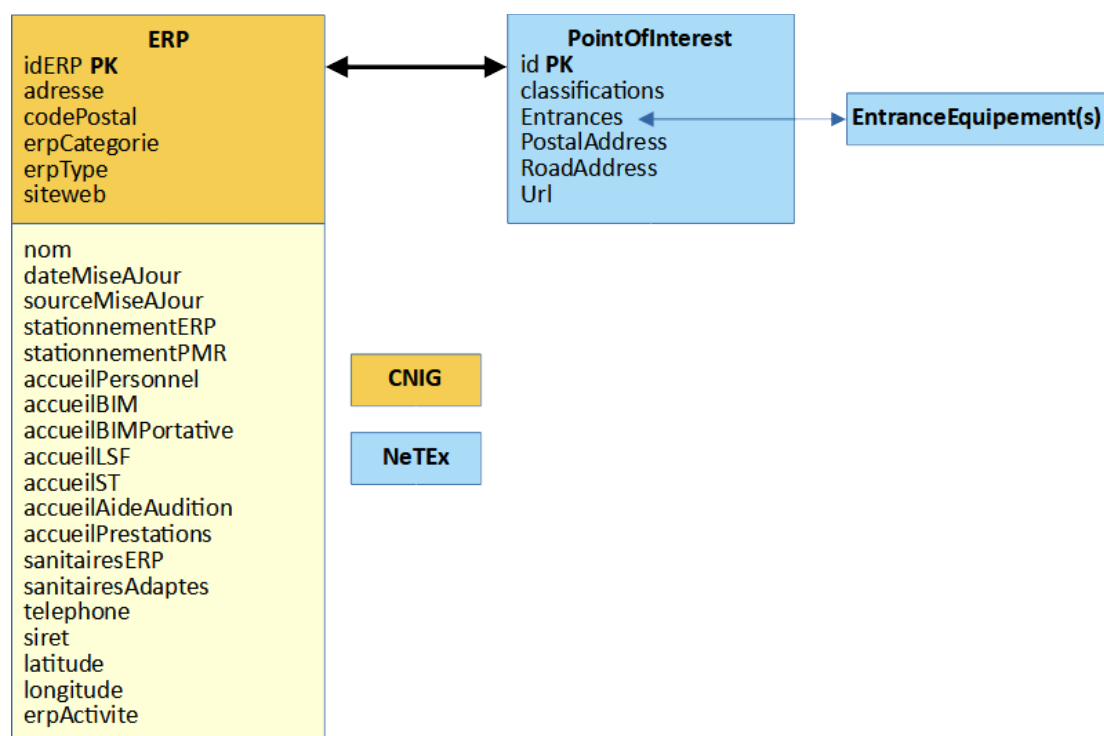 ERP
idERP PK
adresse
codePostal
erpCategorie
erpType
siteweb
nom
dateMiseAJour
sourceMiseAJour
stationnementERP
stationnementPMR
accueilPersonnel
accueilBIM
accueilBIMPortative
accueilLSF
accueilST
accueilAideAudition
accueilPrestations
sanitairesERP
sanitairesAdaptes
telephone
siret
latitude
longitude
erpActivite
PointOfInterest
id PK
classifications
Entrances
PostalAddress
RoadAddress
Url
EntranceEquipement(s)
CNIG
NeTEx